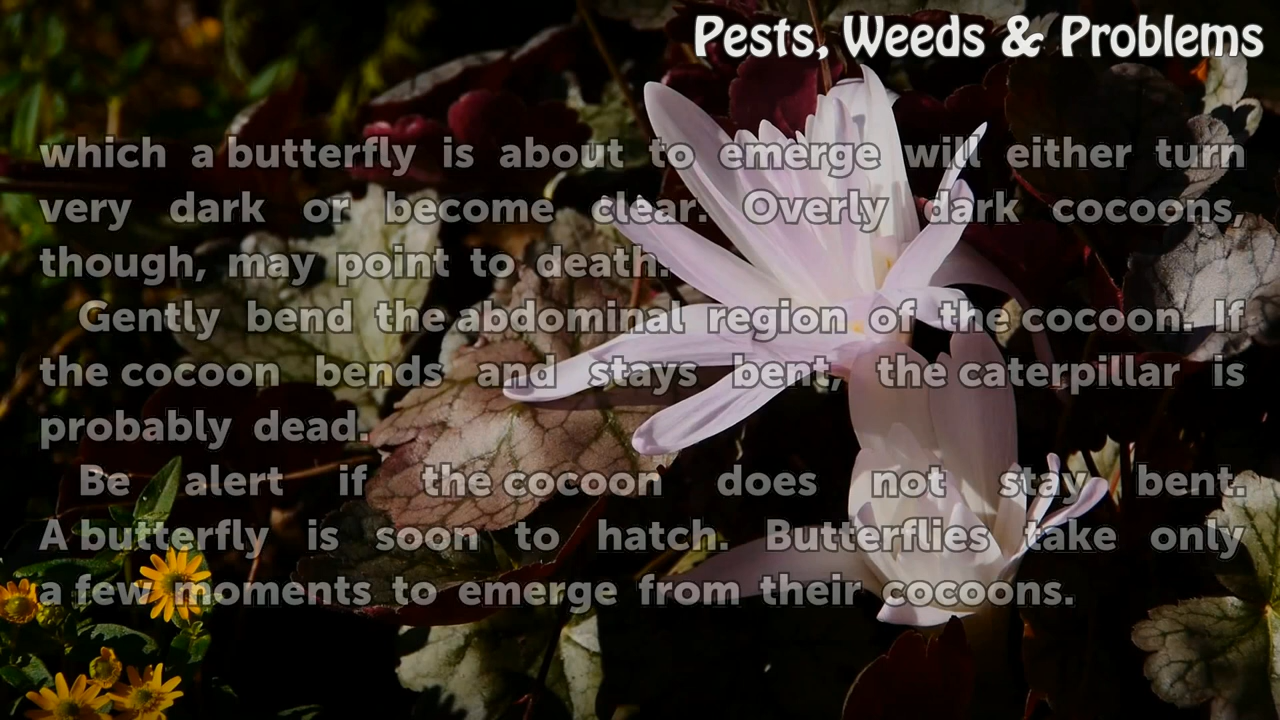 Pests, Weeds & Problems
which a butterfly is about to emerge will either turn
very dark or become clear. Overly dark cocoons,
though, may point to death.
Gently bend the abdominal region of the cocoon. If
the cocoon bends and stays bent, the caterpillar is
probably dead.
Be alert if the cocoon does not stay bent.
A butterfly is soon to hatch. Butterflies take only
a few moments to emerge from their cocoons.